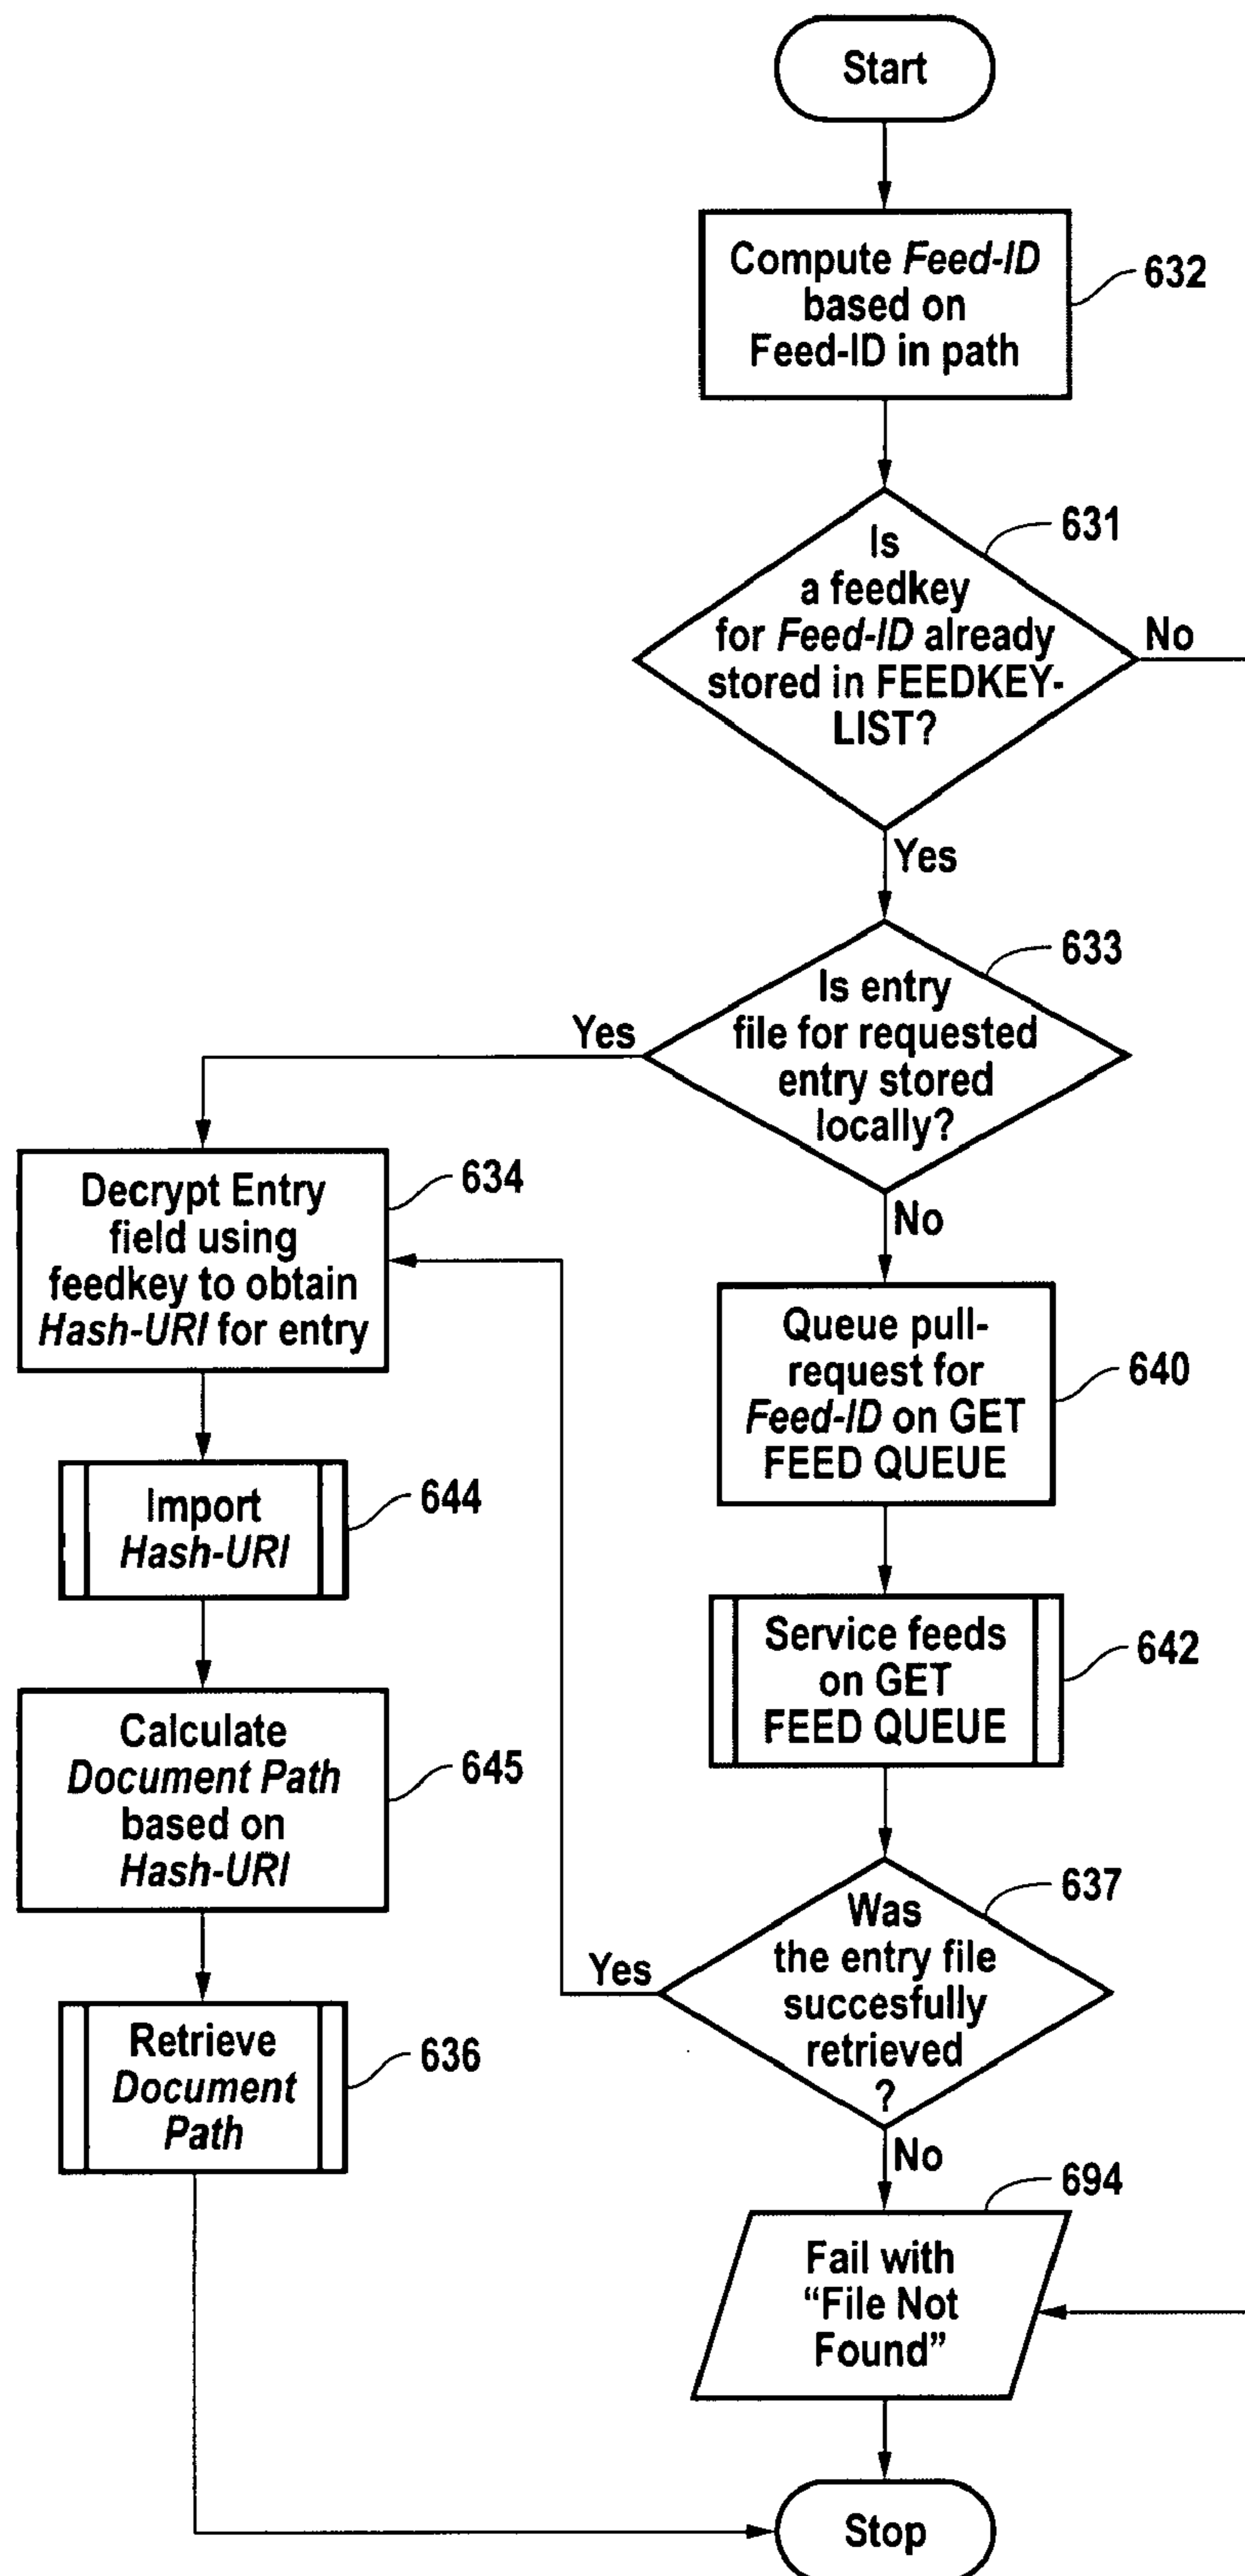 Start
Compute Feed-ID
based on
Feed-ID in path
632
Is
a feedkey
for Feed-ID already
stored in FEEDKEY-
LIST?
631
No
Yes
Is entry
file for requested
entry stored
locally?
633
Yes
No
Decrypt Entry
field using
feedkey to obtain
Hash-URI for entry
634
Queue pull-
request for
Feed-ID on GET
FEED QUEUE
640
Import
Hash-URI
644
Service feeds
on GET
FEED QUEUE
642
Calculate
Document Path
based on
Hash-URI
645
Was
the entry file
succesfully
retrieved
?
637
Yes
No
Retrieve
Document
Path
636
Fail with
“File Not
Found”
694
Stop